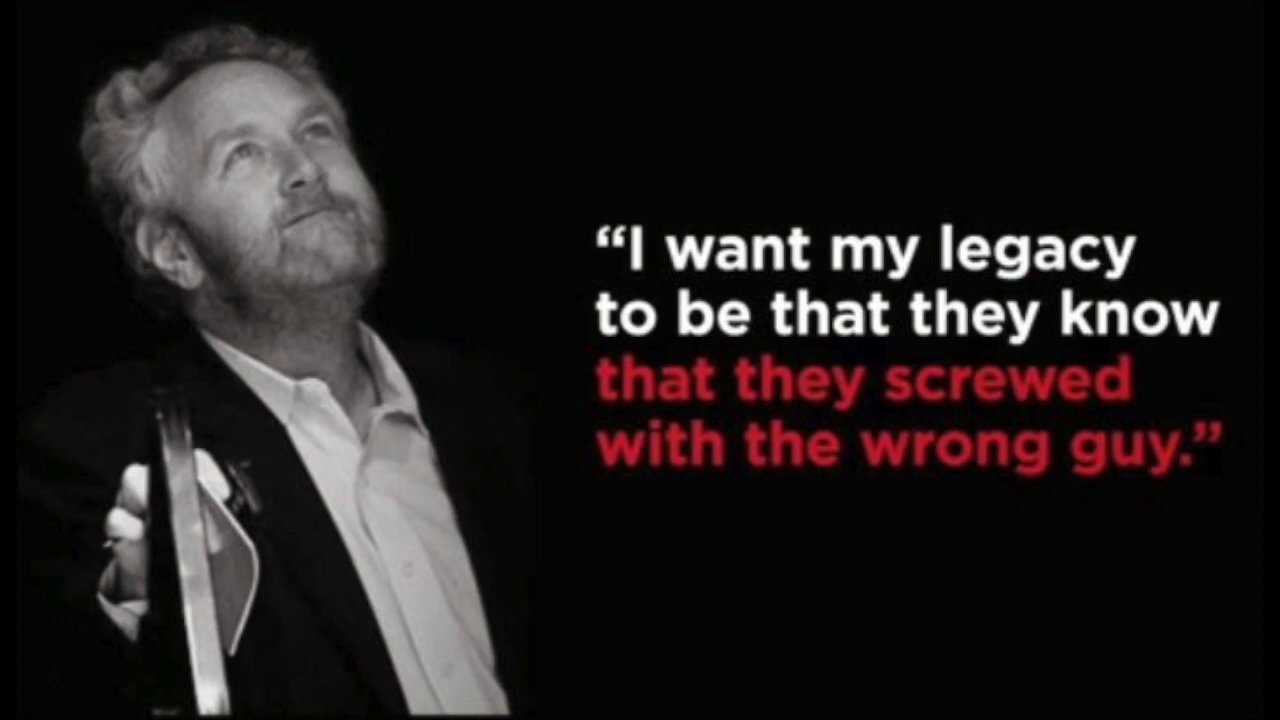 “I want my legacy
to be that they know
that they screwed
with the wrong guy.”